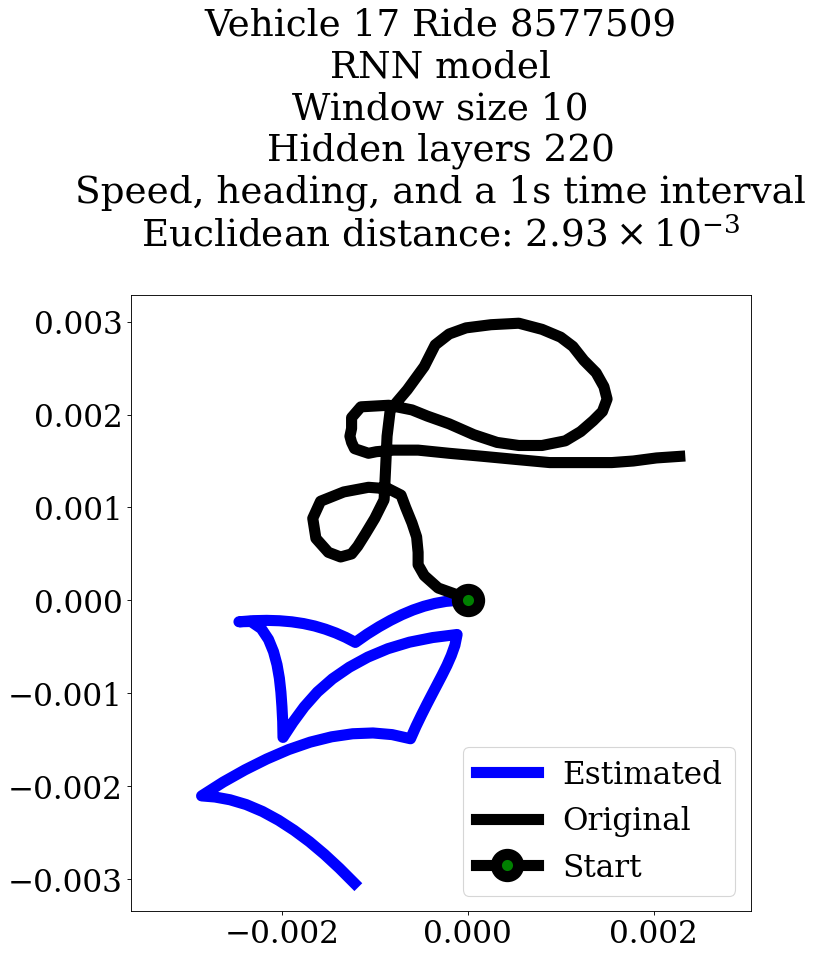 Vehicle 17 Ride 8577509
RNN model
Window size 10
Hidden layers 220
Speed, heading, and a 1s time interval
Euclidean distance: 2.93 × 10⁻³
0.003
0.002
0.001
0.000
−0.001
−0.002
−0.003
−0.002 0.000 0.002
Estimated
Original
Start